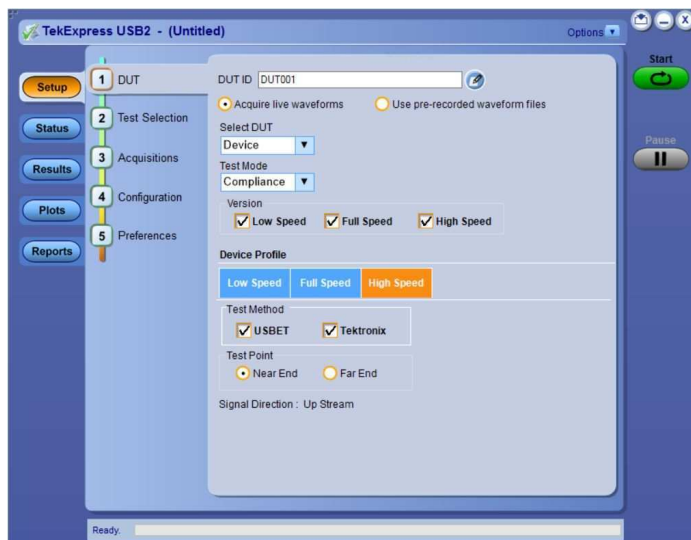 TekExpress USB2 - (Untitled)
Options
Start
Pause
Setup
Status
Results
Plots
Reports
1 DUT
2 Test Selection
3 Acquisitions
4 Configuration
5 Preferences
DUT ID DUT001
Acquire live waveforms Use pre-recorded waveform files
Select DUT
Device
Test Mode
Compliance
Version
Low Speed Full Speed High Speed
Device Profile
Low Speed Full Speed High Speed
Test Method
USBET Tektronix
Test Point
Near End Far End
Signal Direction : Up Stream
Ready.